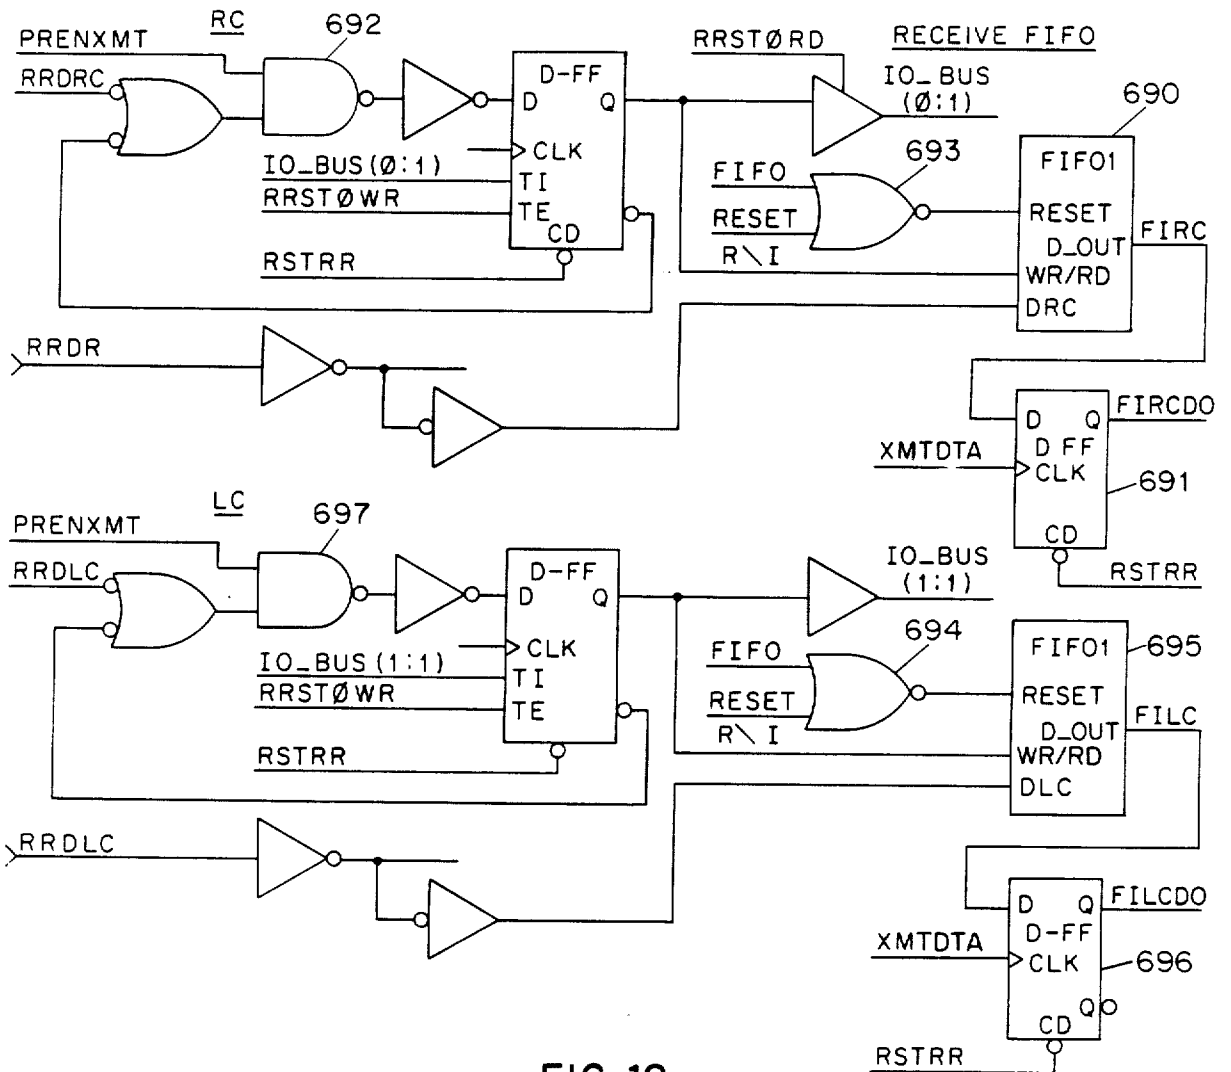 RC
692
PRENXMT
RRDRC
D-FF
D
Q
CLK
IO_BUS(Ø:1)
TI
RRSTØWR
TE
CD
RSTRR
RRSTØRD
RECEIVE FIFO
IO_BUS
(Ø:1)
690
693
FIFO
RESET
R\I
FIFO1
RESET
D_OUT
WR/RD
DRC
FIRC
RRDR
D
Q
FIRCDO
D FF
XMTDTA
CLK
691
CD
RSTRR
LC
697
PRENXMT
RRDLC
D-FF
D
Q
CLK
IO_BUS(1:1)
TI
RRSTØWR
TE
RSTRR
IO_BUS
(1:1)
694
FIFO
RESET
R\I
FIFO1
695
RESET
D_OUT
WR/RD
DLC
FILC
RRDLC
D
Q
FILCDO
D-FF
XMTDTA
CLK
696
Q
CD
RSTRR